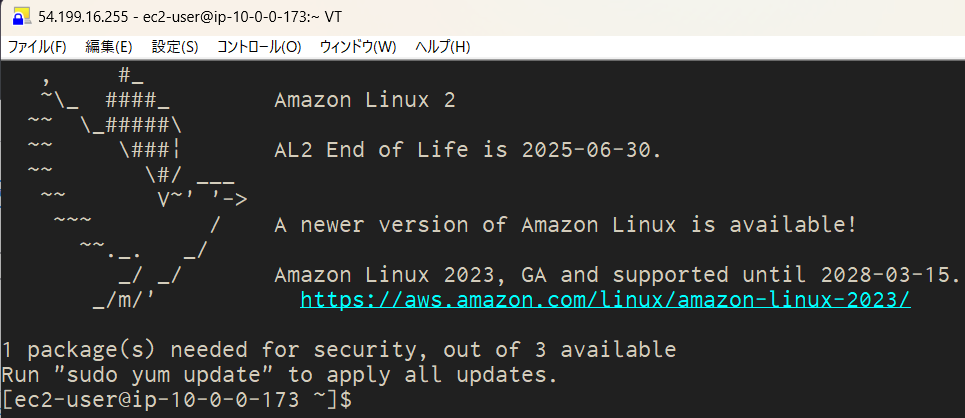 54.199.16.255 - ec2-user@ip-10-0-0-173:~ VT
ファイル(F) 編集(E) 設定(S) コントロール(O) ウィンドウ(W) ヘルプ(H)
   ,     #_
   ~\_  ####_        Amazon Linux 2
  ~~  \_#####\
  ~~     \###|       AL2 End of Life is 2025-06-30.
  ~~       \#/ ___
   ~~       V~' '->
    ~~~         /    A newer version of Amazon Linux is available!
      ~~._.   _/
         _/ _/       Amazon Linux 2023, GA and supported until 2028-03-15.
       _/m/'           https://aws.amazon.com/linux/amazon-linux-2023/
1 package(s) needed for security, out of 3 available
Run "sudo yum update" to apply all updates.
[ec2-user@ip-10-0-0-173 ~]$